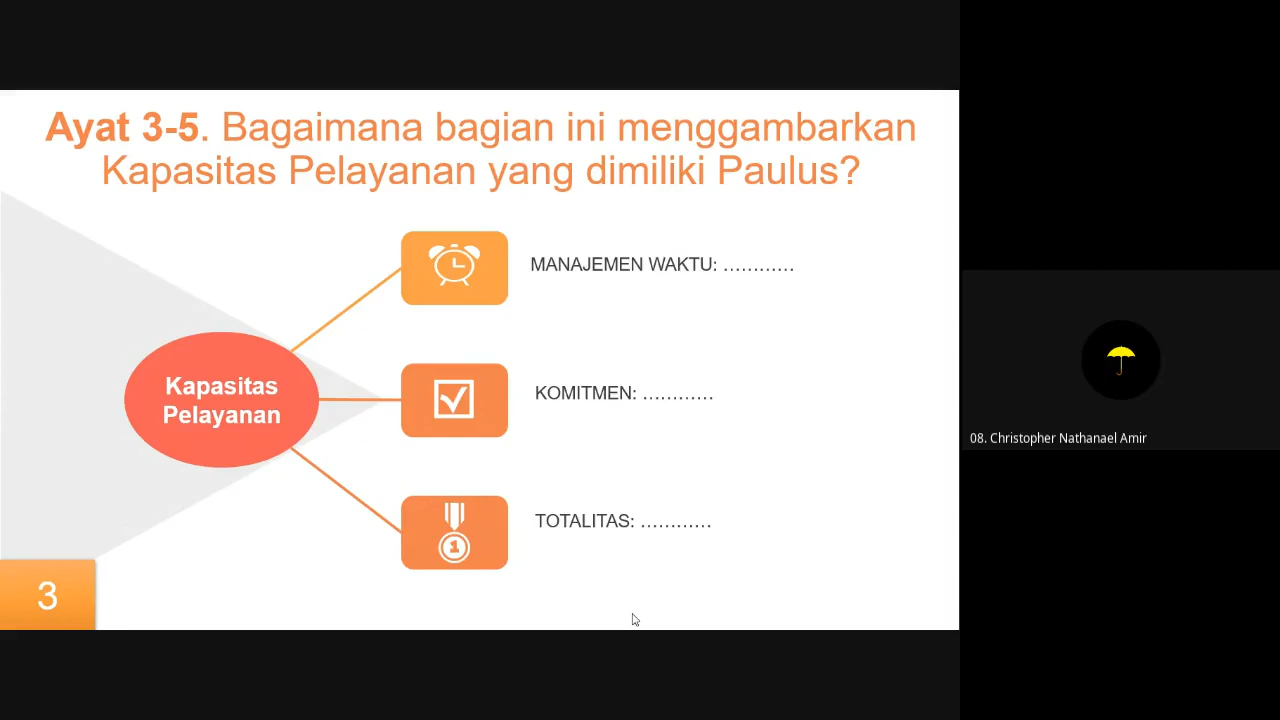 Ayat 3-5. Bagaimana bagian ini menggambarkan
Kapasitas Pelayanan yang dimiliki Paulus?
MANAJEMEN WAKTU: …………
Kapasitas
Pelayanan
KOMITMEN: …………
TOTALITAS: …………
1
3
08. Christopher Nathanael Amir